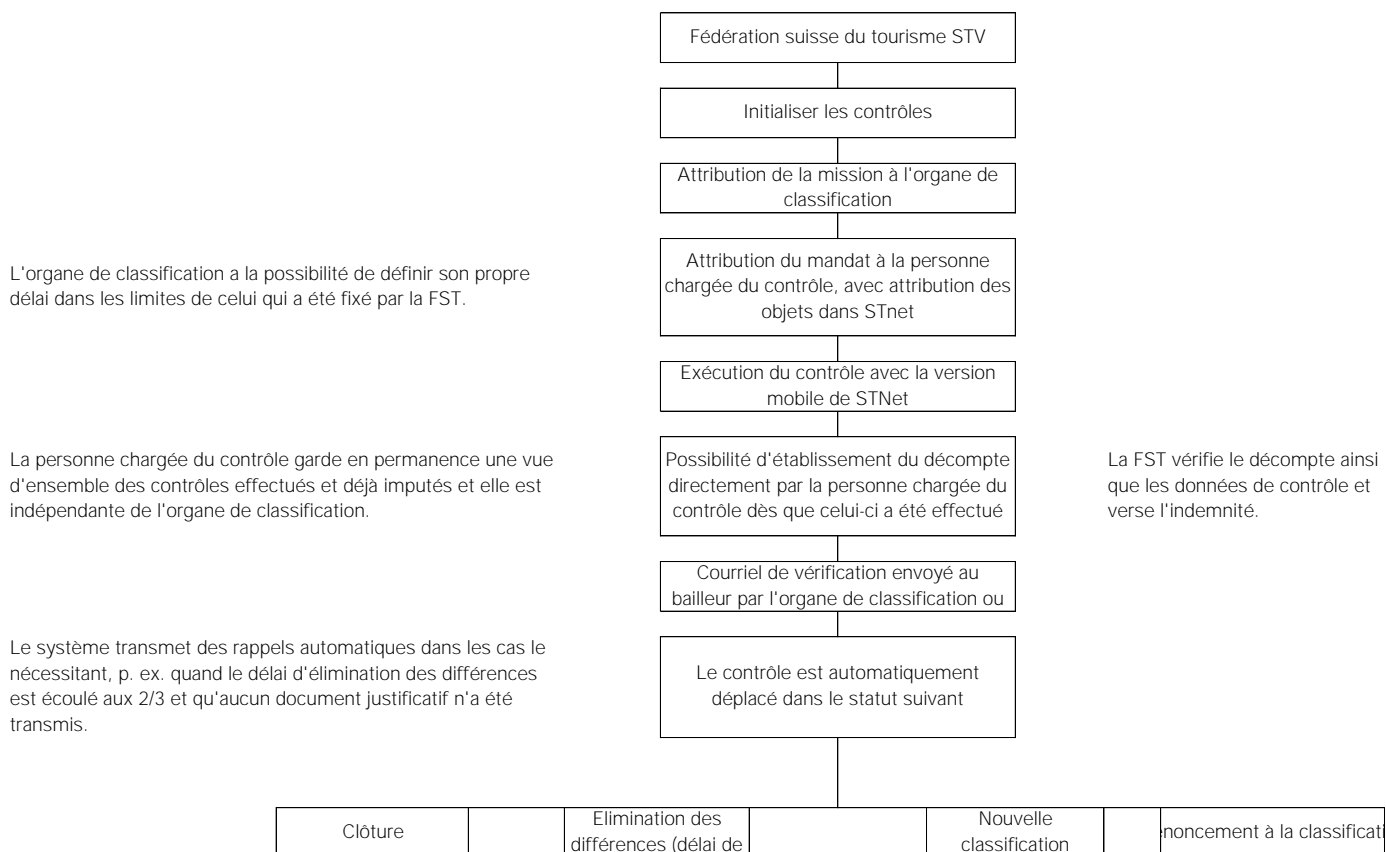 Fédération suisse du tourisme STV
Initialiser les contrôles
Attribution de la mission à l'organe de
classification
L'organe de classification a la possibilité de définir son propre
délai dans les limites de celui qui a été fixé par la FST.
Attribution du mandat à la personne
chargée du contrôle, avec attribution des
objets dans STnet
Exécution du contrôle avec la version
mobile de STNet
La personne chargée du contrôle garde en permanence une vue
d'ensemble des contrôles effectués et déjà imputés et elle est
indépendante de l'organe de classification.
Possibilité d'établissement du décompte
directement par la personne chargée du
contrôle dès que celui-ci a été effectué
La FST vérifie le décompte ainsi
que les données de contrôle et
verse l'indemnité.
Courriel de vérification envoyé au
bailleur par l'organe de classification ou
Le système transmet des rappels automatiques dans les cas le
nécessitant, p. ex. quand le délai d'élimination des différences
est écoulé aux 2/3 et qu'aucun document justificatif n'a été
transmis.
Le contrôle est automatiquement
déplacé dans le statut suivant
Clôture
Elimination des
différences (délai de
Nouvelle
classification
noncement à la classificati